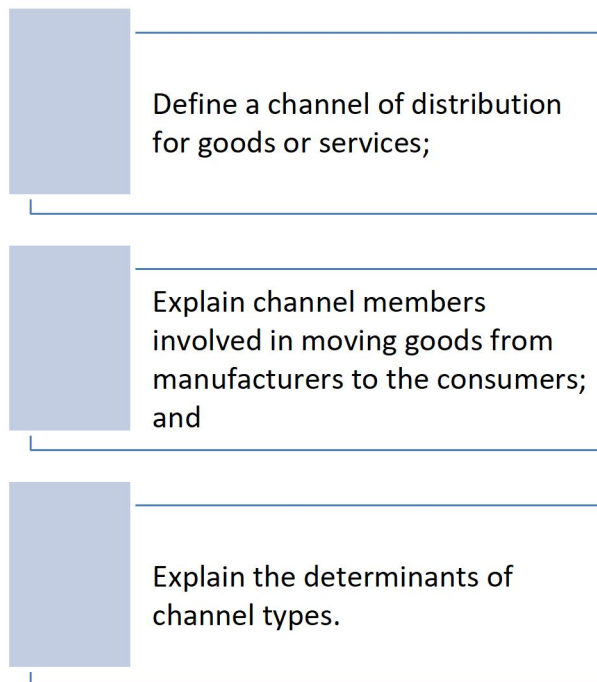 Define a channel of distribution
for goods or services;
Explain channel members
involved in moving goods from
manufacturers to the consumers;
and
Explain the determinants of
channel types.